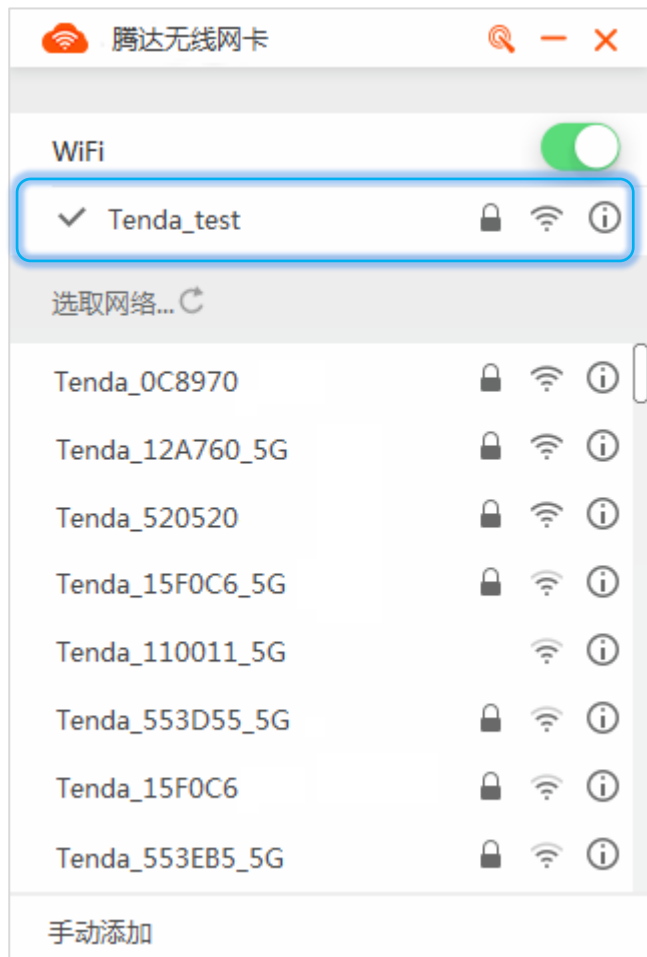 腾达无线网卡
WiFi
Tenda_test
选取网络...
Tenda_0C8970
Tenda_12A760_5G
Tenda_520520
Tenda_15F0C6_5G
Tenda_110011_5G
Tenda_553D55_5G
Tenda_15F0C6
Tenda_553EB5_5G
手动添加